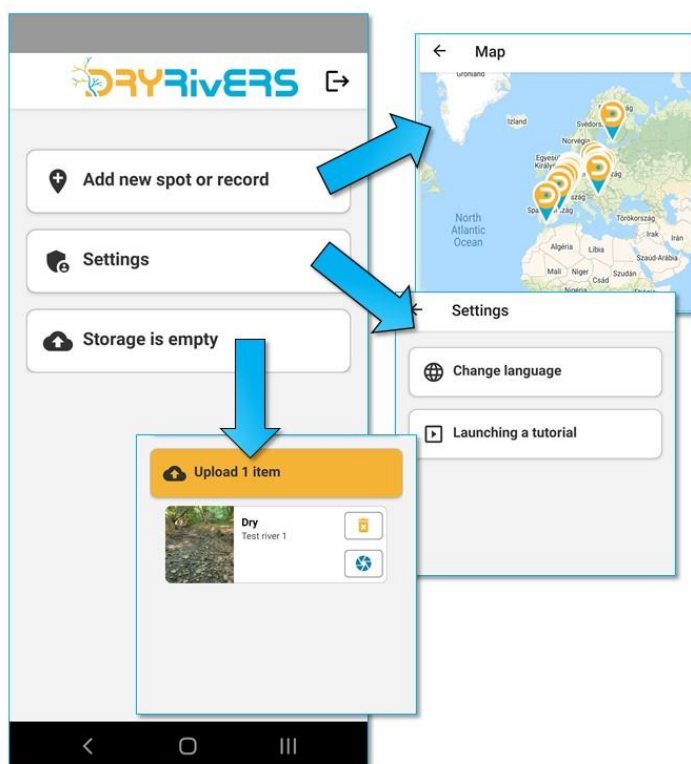 DRYRivERS
Add new spot or record
Settings
Storage is empty
Map
Grönland
Izland
Norvégia
North
Atlantic
Ocean
Törökország
Irak
Irán
Algéria
Líbia
Szaúd-Arábia
Mali
Niger
Csád
Szudán
Nigéria
Settings
Change language
Launching a tutorial
Upload 1 item
Dry
Test river 1